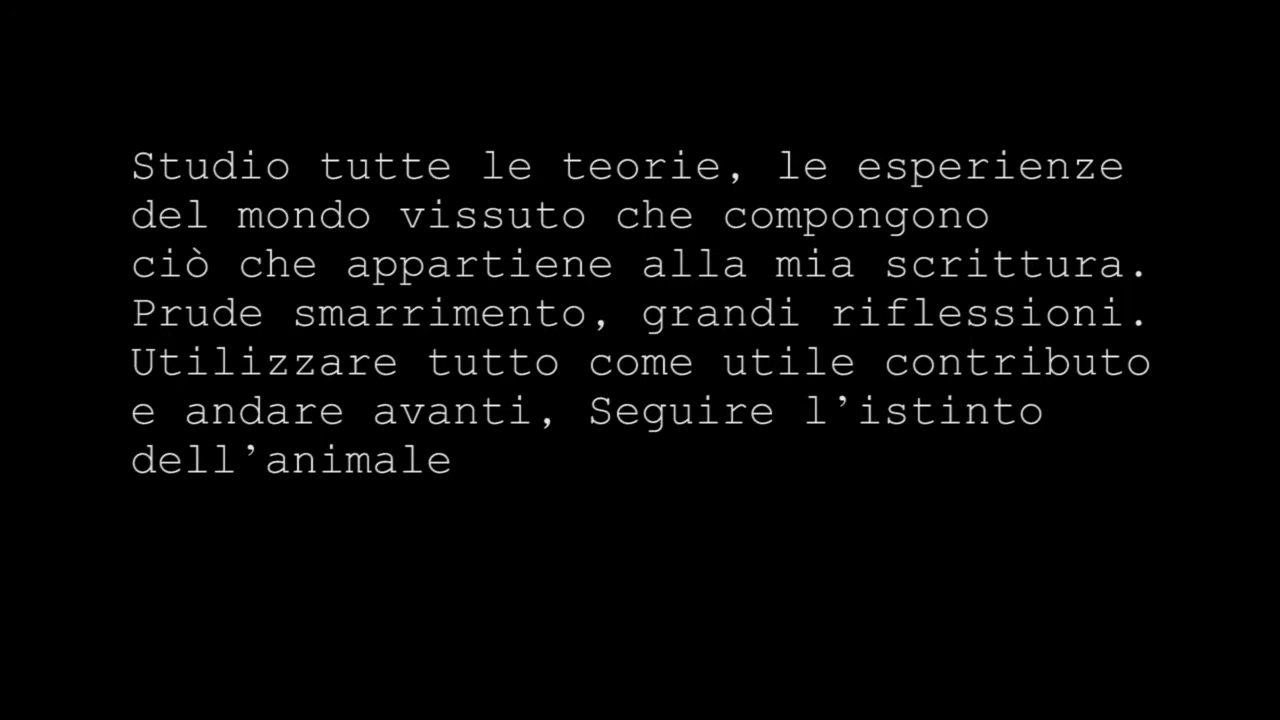 Studio tutte le teorie, le esperienze
del mondo vissuto che compongono
ciò che appartiene alla mia scrittura.
Prude smarrimento, grandi riflessioni.
Utilizzare tutto come utile contributo
e andare avanti, Seguire l’istinto
dell’animale